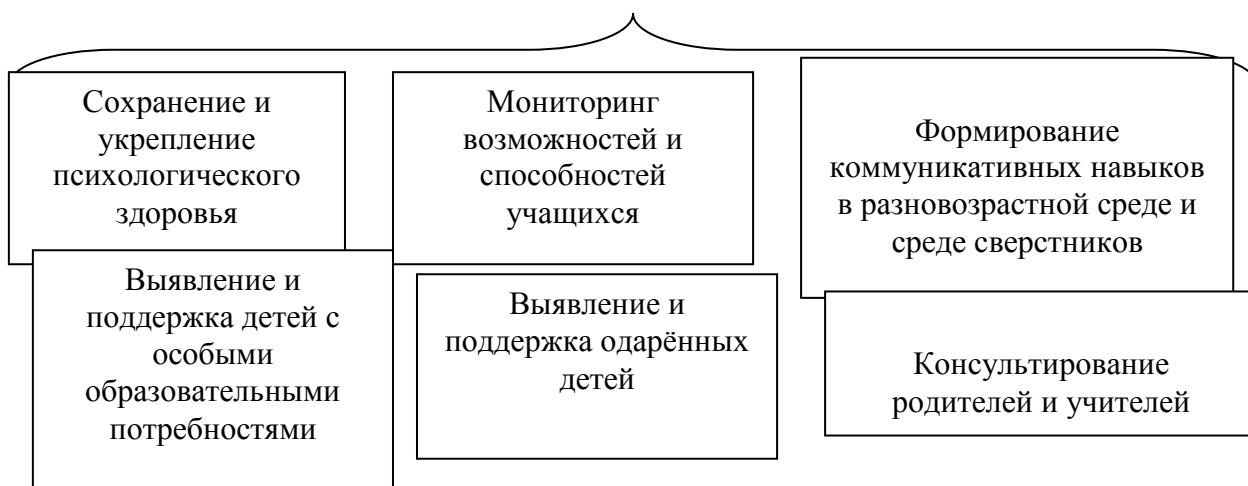 Сохранение и
укрепление
психологического
здоровья
Мониторинг
возможностей и
способностей
учащихся
Формирование
коммуникативных навыков
в разновозрастной среде и
среде сверстников
Выявление и
поддержка детей с
особыми
образовательными
потребностями
Выявление и
поддержка одарённых
детей
Консультирование
родителей и учителей